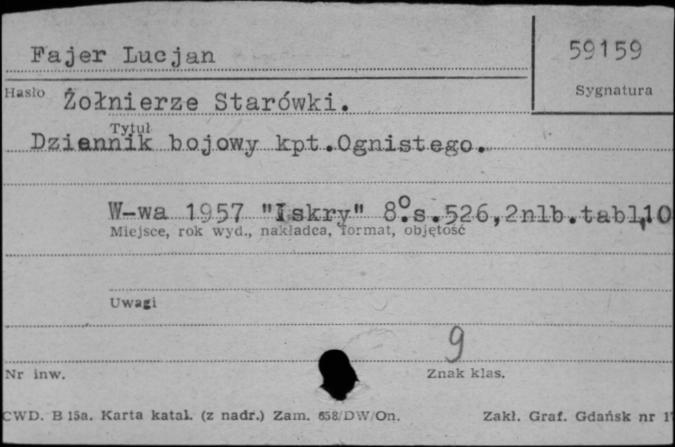 Fajer Lucjan
59159
Hasło
Sygnatura
Żołnierze Starówki.
Tytuł
Dziennik bojowy kpt.Ognistego.
W-wa 1957 "Iskry" 8°.s.526,2nlb.tabl,10
Miejsce, rok wyd., nakładca, format, objętość
Uwagi
9
Nr inw.
Znak klas.
CWD. B 15a. Karta katal. (z nadr.) Zam. 658/DW/On.
Zakł. Graf. Gdańsk nr 1